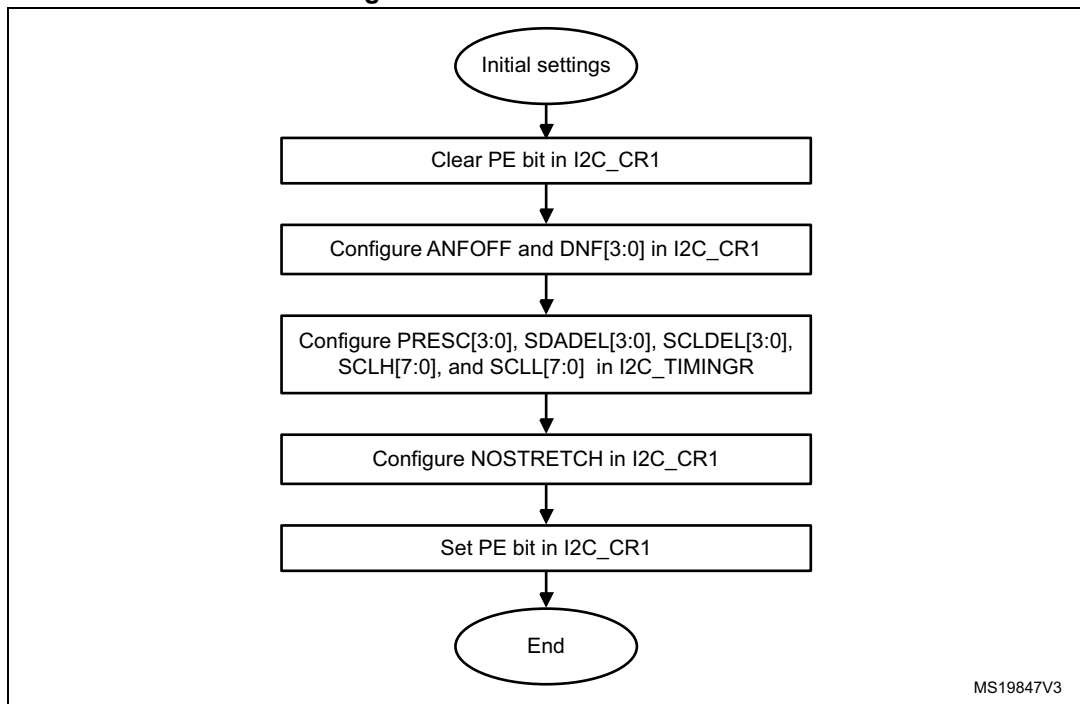 Initial settings
Clear PE bit in I2C_CR1
Configure ANFOFF and DNF[3:0] in I2C_CR1
Configure PRESC[3:0], SDADEL[3:0], SCLDEL[3:0],
SCLH[7:0], and SCLL[7:0] in I2C_TIMINGR
Configure NOSTRETCH in I2C_CR1
Set PE bit in I2C_CR1
End
MS19847V3